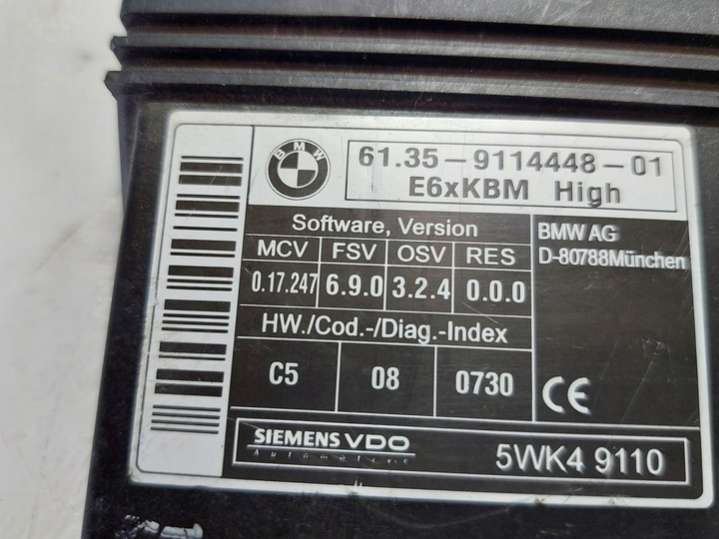 BMW
61.35-9114448-01
E6xKBM High
Software, Version
MCV FSV OSV RES
0.17.247 6.9.0 3.2.4 0.0.0
HW./Cod.-/Diag.-Index
C5 08 0730
BMW AG
D-80788München
CE
SIEMENS VDO
Automotive
5WK4 9110